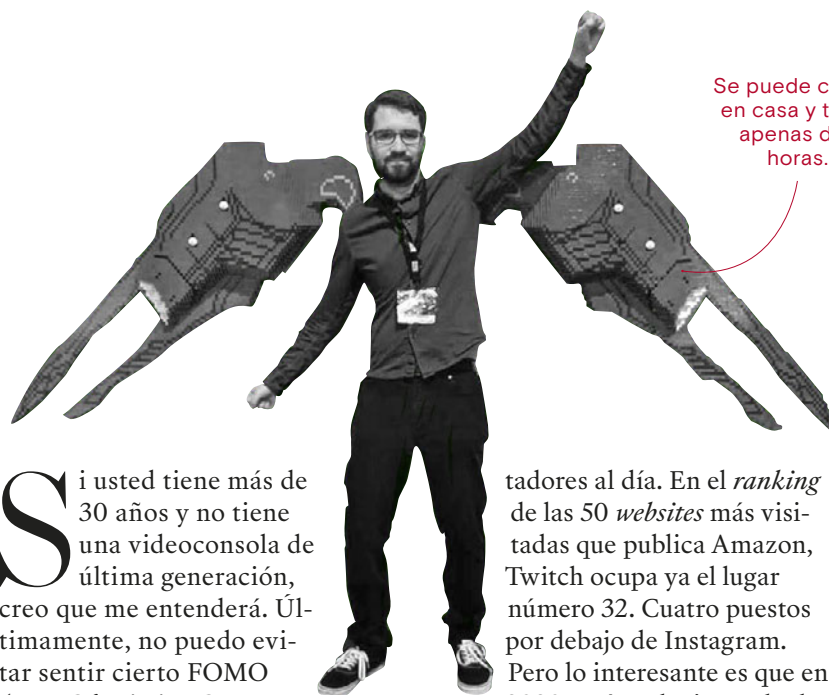 Se puede
en casa y
apenas
horas.
Si usted tiene más de
30 años y no tiene
una videoconsola de
última generación,
creo que me entenderá. Úl-
timamente, no puedo evi-
tar sentir cierto FOMO
tadores al día. En el ranking
de las 50 websites más visi-
tadas que publica Amazon,
Twitch ocupa ya el lugar
número 32. Cuatro puestos
por debajo de Instagram.
Pero lo interesante es que en